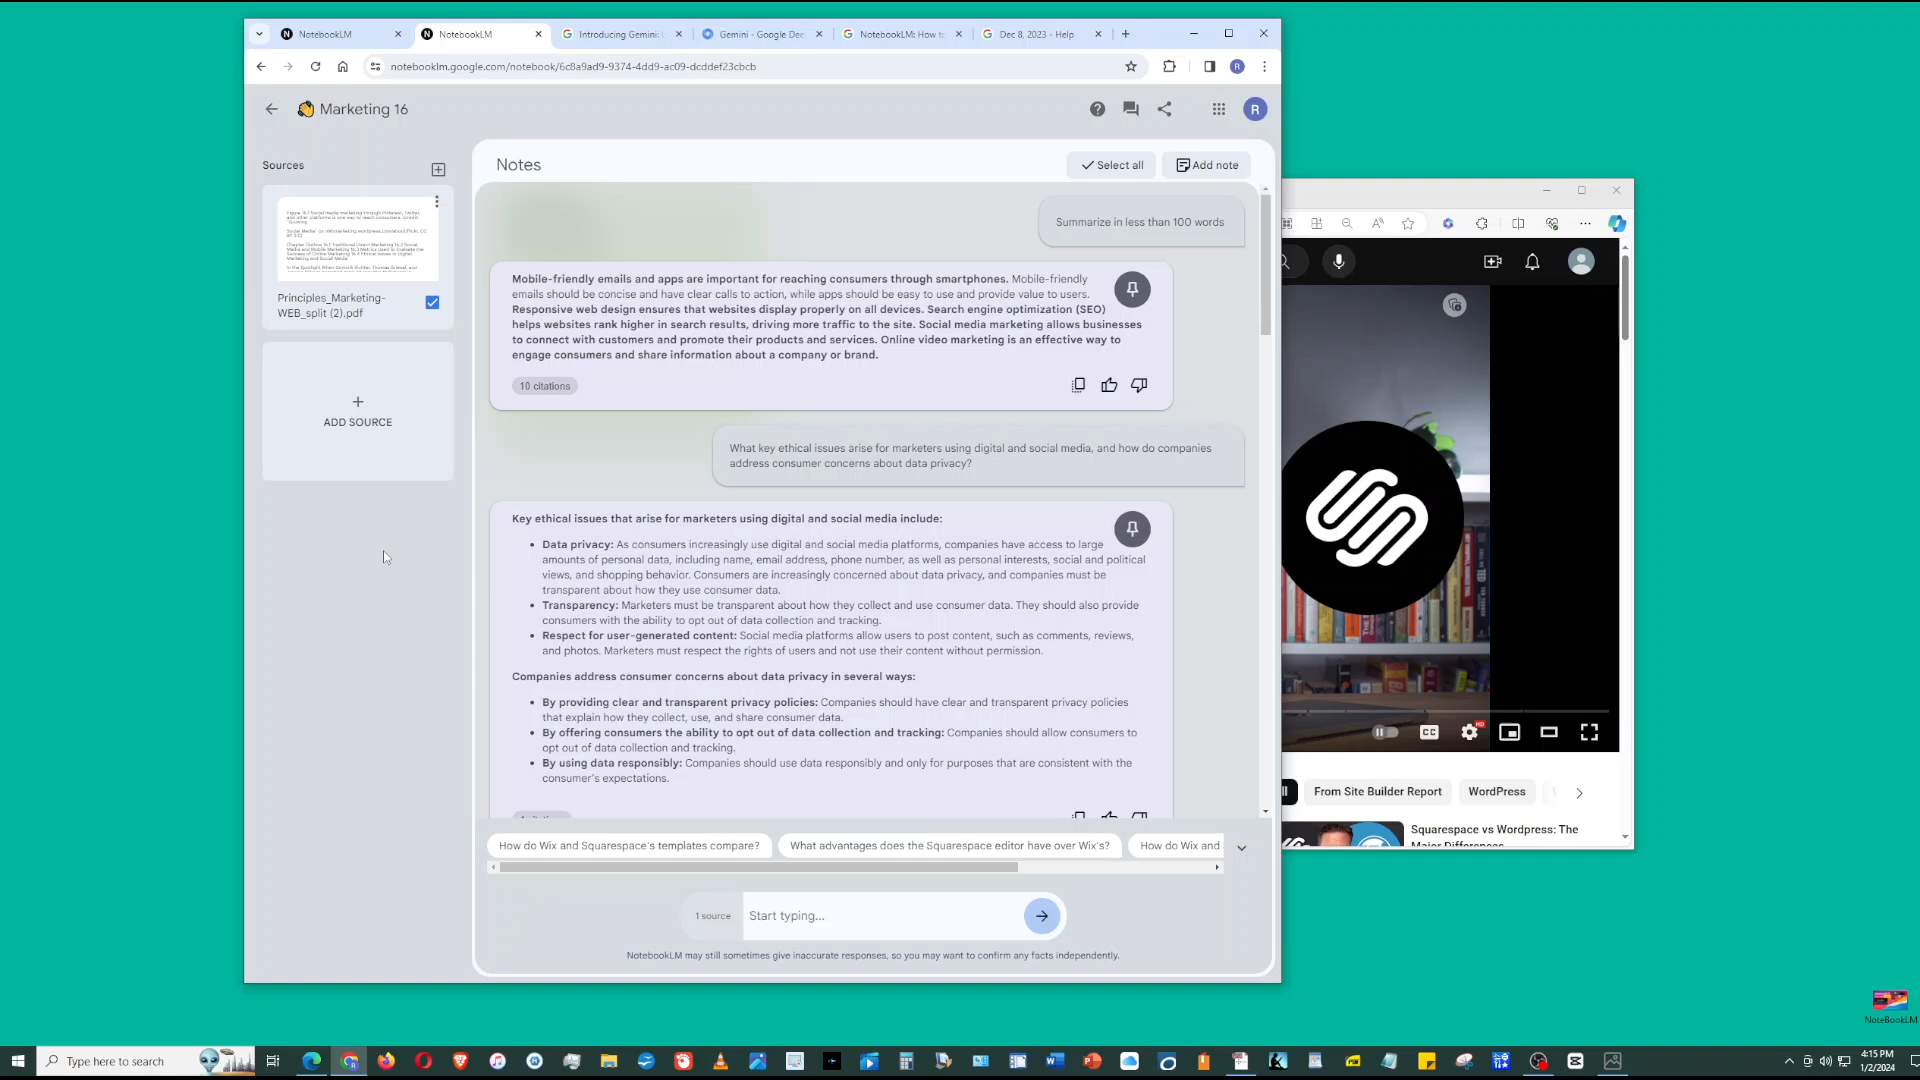 NotebookLM
NotebookLM
Introducing Gemini:
Gemini - Google Dec
NotebookLM: How to
Dec 8, 2023 - Help
notebooklm.google.com/notebook/6c8a9ad9-9374-4dd9-ac09-dcddef23cbcb
R
Marketing 16
R
Sources
Notes
Select all
Add note
Principles_Marketing-
WEB_split (2).pdf
+
ADD SOURCE
Summarize in less than 100 words
Mobile-friendly emails and apps are important for reaching consumers through smartphones. Mobile-friendly
emails should be concise and have clear calls to action, while apps should be easy to use and provide value to users.
Responsive web design ensures that websites display properly on all devices. Search engine optimization (SEO)
helps websites rank higher in search results, driving more traffic to the site. Social media marketing allows businesses
to connect with customers and promote their products and services. Online video marketing is an effective way to
engage consumers and share information about a company or brand.
10 citations
What key ethical issues arise for marketers using digital and social media, and how do companies
address consumer concerns about data privacy?
Key ethical issues that arise for marketers using digital and social media include:
• Data privacy: As consumers increasingly use digital and social media platforms, companies have access to large
amounts of personal data, including name, email address, phone number, as well as personal interests, social and political
views, and shopping behavior. Consumers are increasingly concerned about data privacy, and companies must be
transparent about how they use consumer data.
• Transparency: Marketers must be transparent about how they collect and use consumer data. They should also provide
consumers with the ability to opt out of data collection and tracking.
• Respect for user-generated content: Social media platforms allow users to post content, such as comments, reviews,
and photos. Marketers must respect the rights of users and not use their content without permission.
Companies address consumer concerns about data privacy in several ways:
• By providing clear and transparent privacy policies: Companies should have clear and transparent privacy policies
that explain how they collect, use, and share consumer data.
• By offering consumers the ability to opt out of data collection and tracking: Companies should allow consumers to
opt out of data collection and tracking.
• By using data responsibly: Companies should use data responsibly and only for purposes that are consistent with the
consumer's expectations.
How do Wix and Squarespace's templates compare?
What advantages does the Squarespace editor have over Wix's?
How do Wix and
1 source
Start typing...
NotebookLM may still sometimes give inaccurate responses, so you may want to confirm any facts independently.
CC
HD
From Site Builder Report
WordPress
Squarespace vs Wordpress: The
Major Differences
NoteBookLM
Type here to search
4:15 PM
1/2/2024